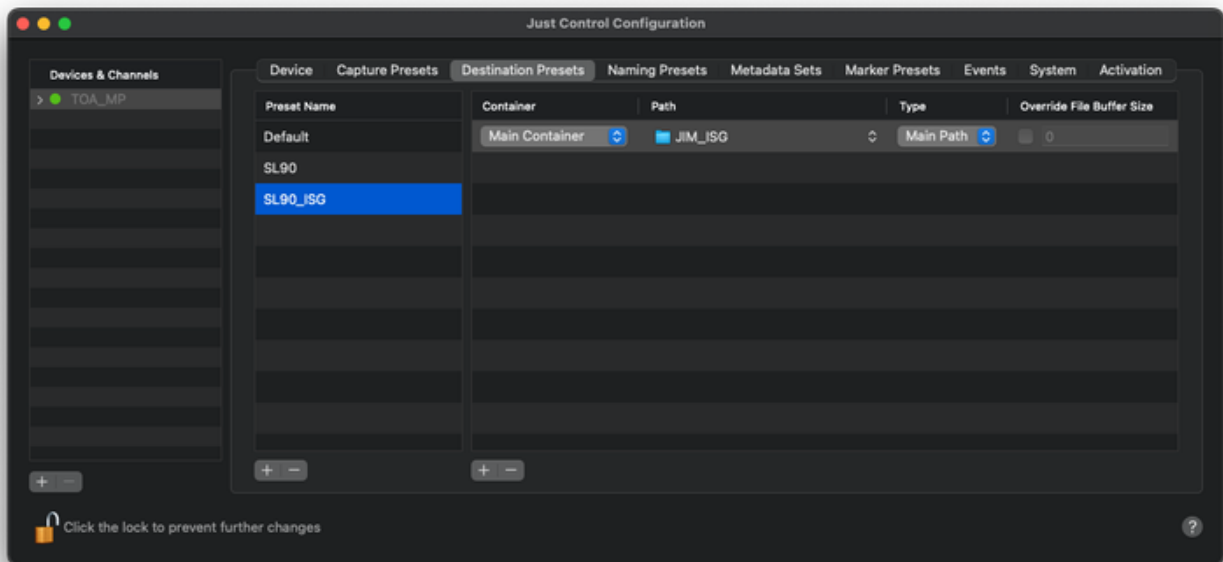 Just Control Configuration
Devices & Channels
TOA_MP
Device Capture Presets Destination Presets Naming Presets Metadata Sets Marker Presets Events System Activation
Preset Name
Default
SL90
SL90_ISG
Container Path Type Override File Buffer Size
Main Container JIM_ISG Main Path 0
Click the lock to prevent further changes
?